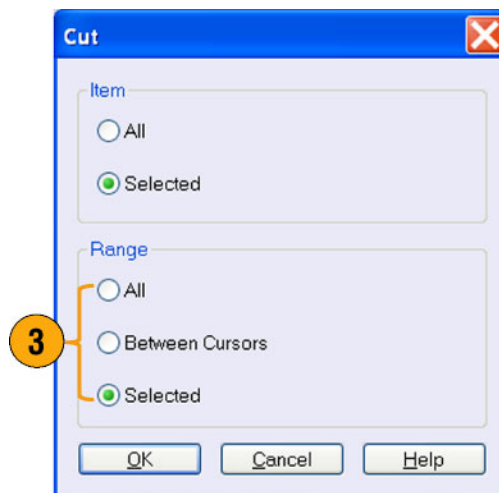 Cut
Item
All
Selected
Range
All
3
Between Cursors
Selected
OK Cancel Help